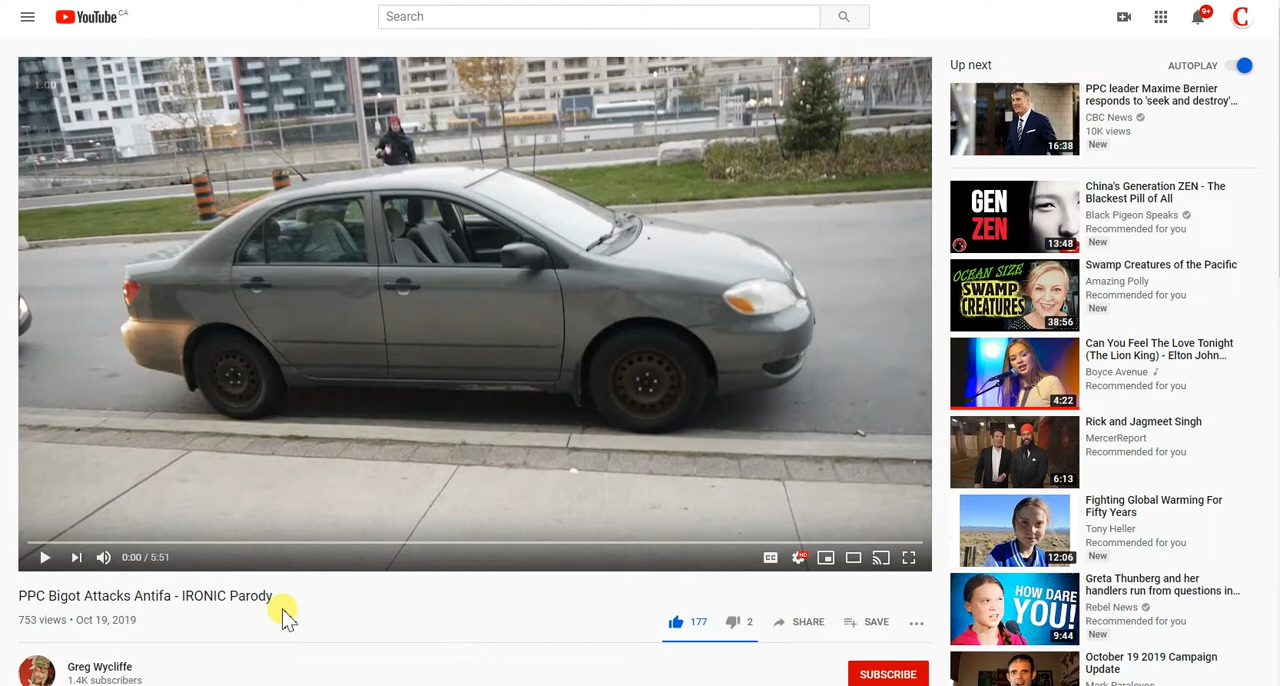 YouTube CA
Search
9+
C
1.00
0:00 / 5:51
CC
HD
PPC Bigot Attacks Antifa - IRONIC Parody
753 views • Oct 19, 2019
177
2
SHARE
SAVE
Greg Wycliffe
1.4K subscribers
SUBSCRIBE
Up next
AUTOPLAY
16:38
PPC leader Maxime Bernier
responds to 'seek and destroy'...
CBC News
10K views
New
GEN
ZEN
13:48
China's Generation ZEN - The
Blackest Pill of All
Black Pigeon Speaks
Recommended for you
New
OCEAN SIZE
SWAMP
CREATURES
38:56
Swamp Creatures of the Pacific
Amazing Polly
Recommended for you
New
4:22
Can You Feel The Love Tonight
(The Lion King) - Elton John...
Boyce Avenue
Recommended for you
6:13
Rick and Jagmeet Singh
MercerReport
Recommended for you
12:06
Fighting Global Warming For
Fifty Years
Tony Heller
Recommended for you
New
HOW DARE
YOU!
9:44
Greta Thunberg and her
handlers run from questions in...
Rebel News
Recommended for you
New
October 19 2019 Campaign
Update